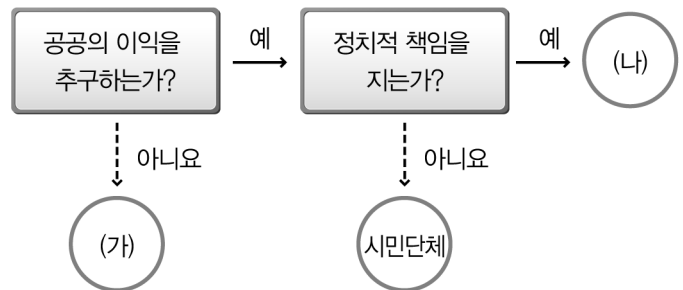 공공의 이익을
추구하는가?
예
정치적 책임을
지는가?
예
(나)
아니요
아니요
(가)
시민단체